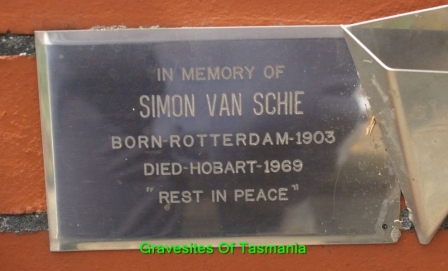 IN MEMORY OF
SIMON VAN SCHIE
BORN-ROTTERDAM-1903
DIED-HOBART-1969
"REST IN PEACE"
Gravesites Of Tasmania